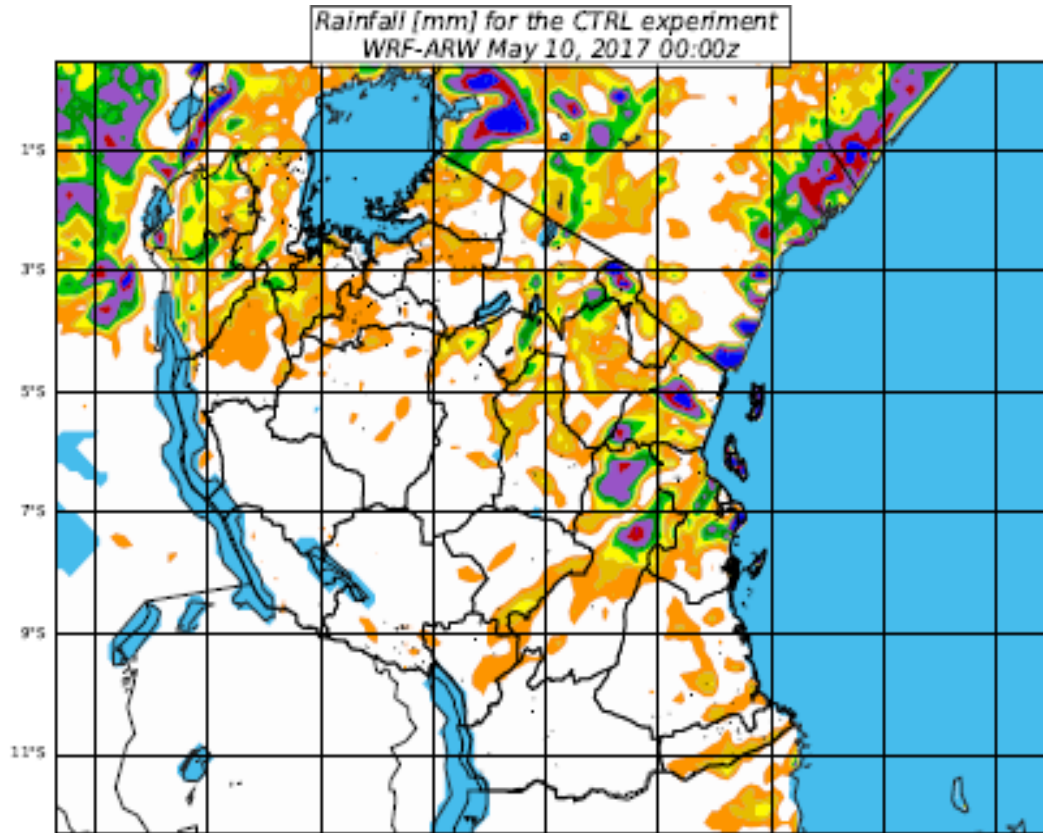 Rainfall [mm] for the CTRL experiment
WRF-ARW May 10, 2017 00:00z
1°S
3°S
5°S
7°S
9°S
11°S